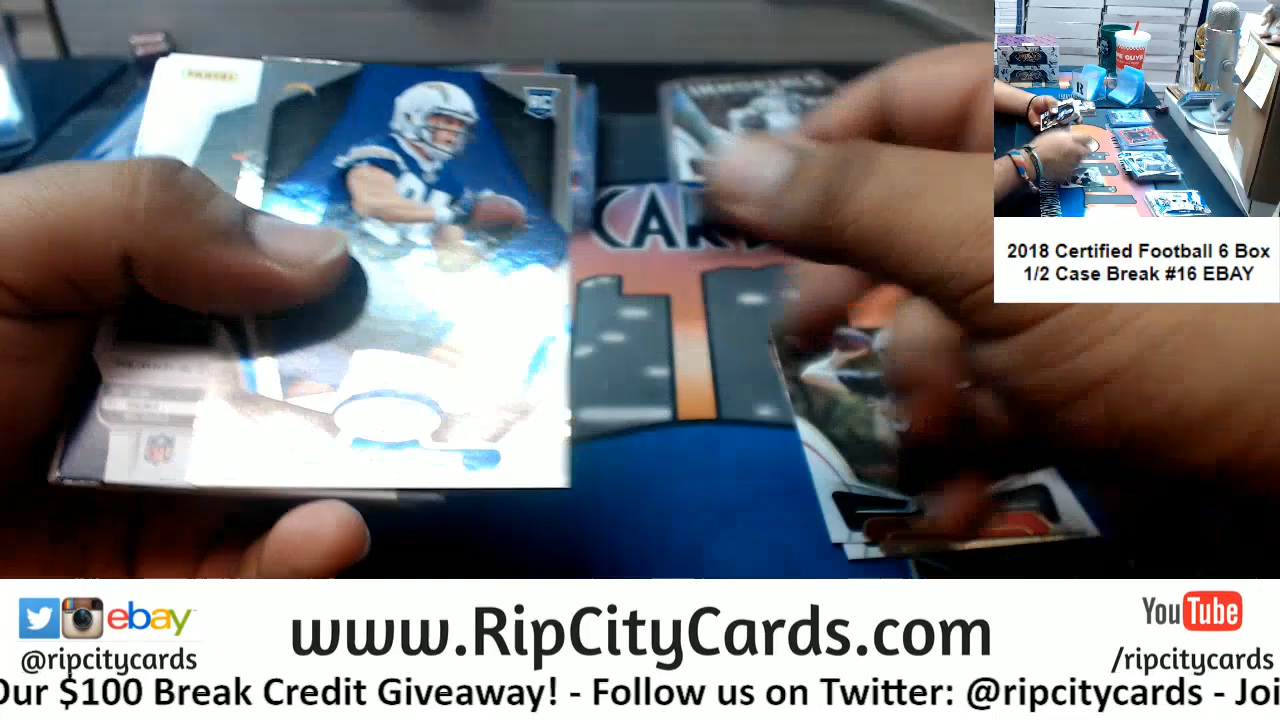 PANINI
RC
CAR
2018 Certified Football 6 Box
1/2 Case Break #16 EBAY
ebay
@ripcitycards
www.RipCityCards.com
YouTube
/ripcitycards
Our $100 Break Credit Giveaway! - Follow us on Twitter: @ripcitycards - Joi